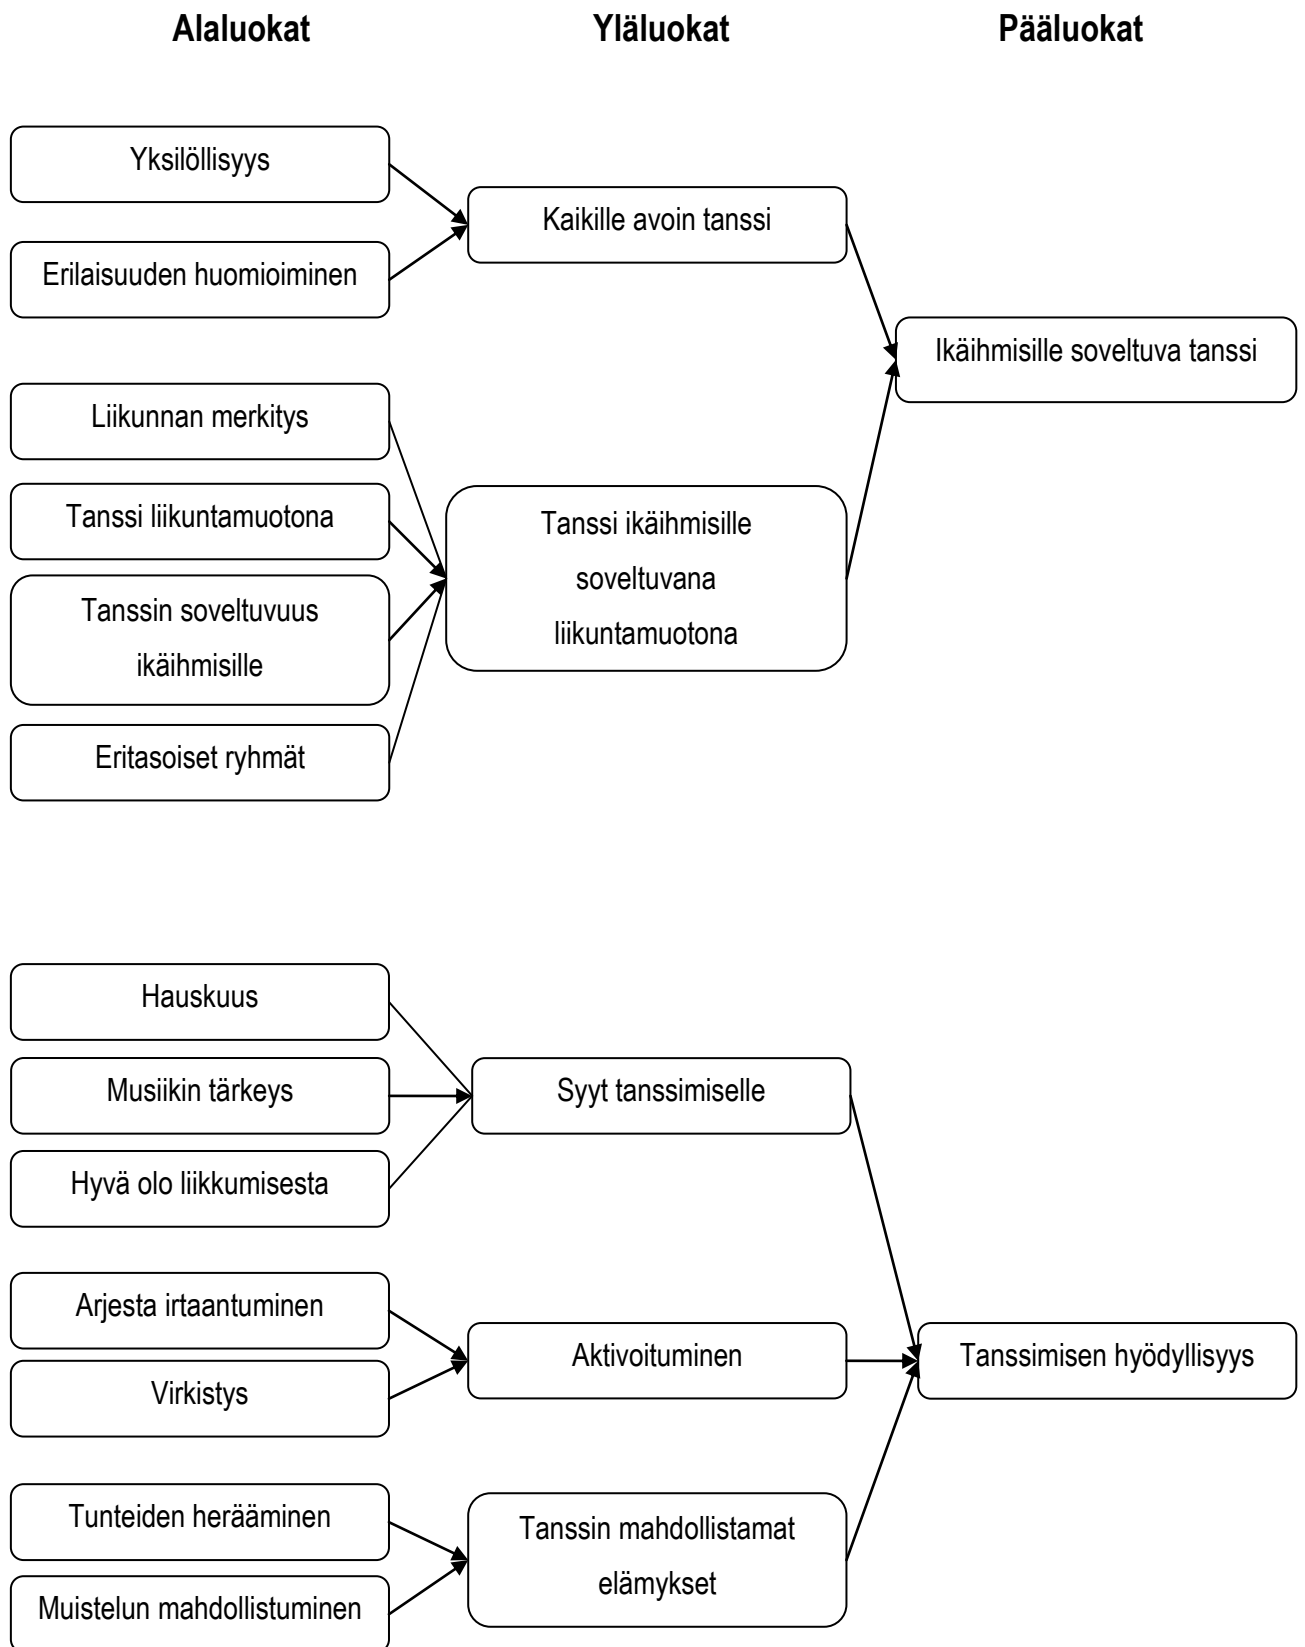 Alaluokat
Yläluokat
Pääluokat
Yksilöllisyys
Erilaisuuden huomioiminen
Kaikille avoin tanssi
Ikäihmisille soveltuva tanssi
Liikunnan merkitys
Tanssi liikuntamuotona
Tanssin soveltuvuus
ikäihmisille
Eritasoiset ryhmät
Tanssi ikäihmisille
soveltuvana
liikuntamuotona
Hauskuus
Musiikin tärkeys
Hyvä olo liikkumisesta
Syyt tanssimiselle
Arjesta irtaantuminen
Virkistys
Aktivoituminen
Tanssimisen hyödyllisyys
Tunteiden herääminen
Muistelun mahdollistuminen
Tanssin mahdollistamat
elämykset